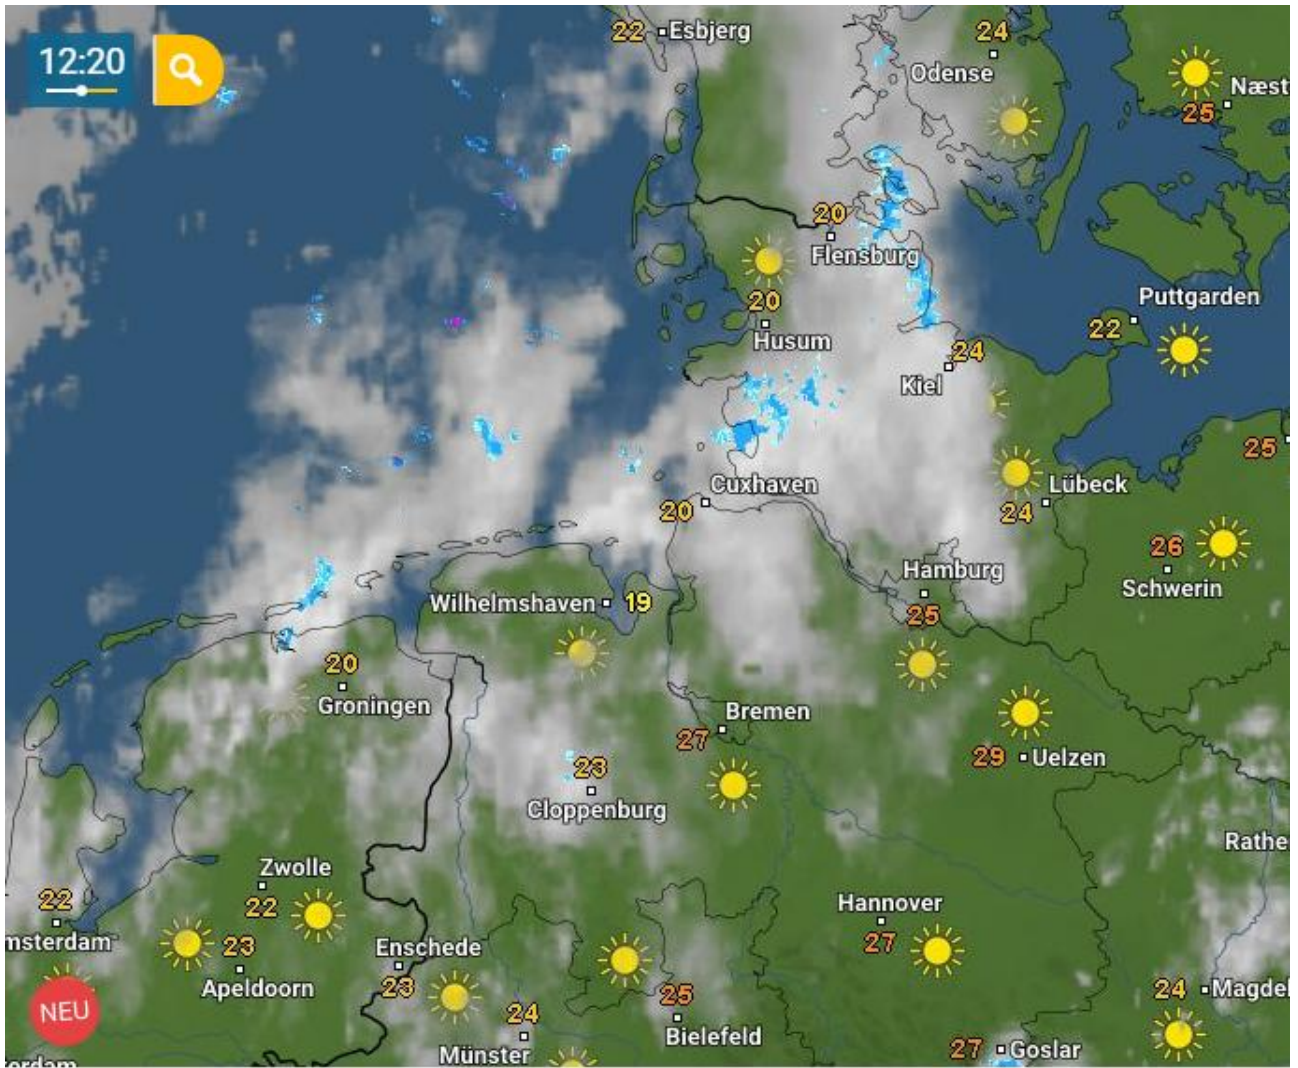 22 Esbjerg
24
Odense
12:20
Næst
25
20
Flensburg
20
Husum
Puttgarden
22
24
Kiel
25
Cuxhaven
20
Lübeck
24
26
Schwerin
Hamburg
25
Wilhelmshaven 19
20
Groningen
Bremen
27
29 Uelzen
23
Cloppenburg
Rathe
Zwolle
22
22
msterdam
23
Apeldoorn
Enschede
23
Hannover
27
24 Magdel
25
Bielefeld
24
Münster
NEU
27 Goslar
erdam